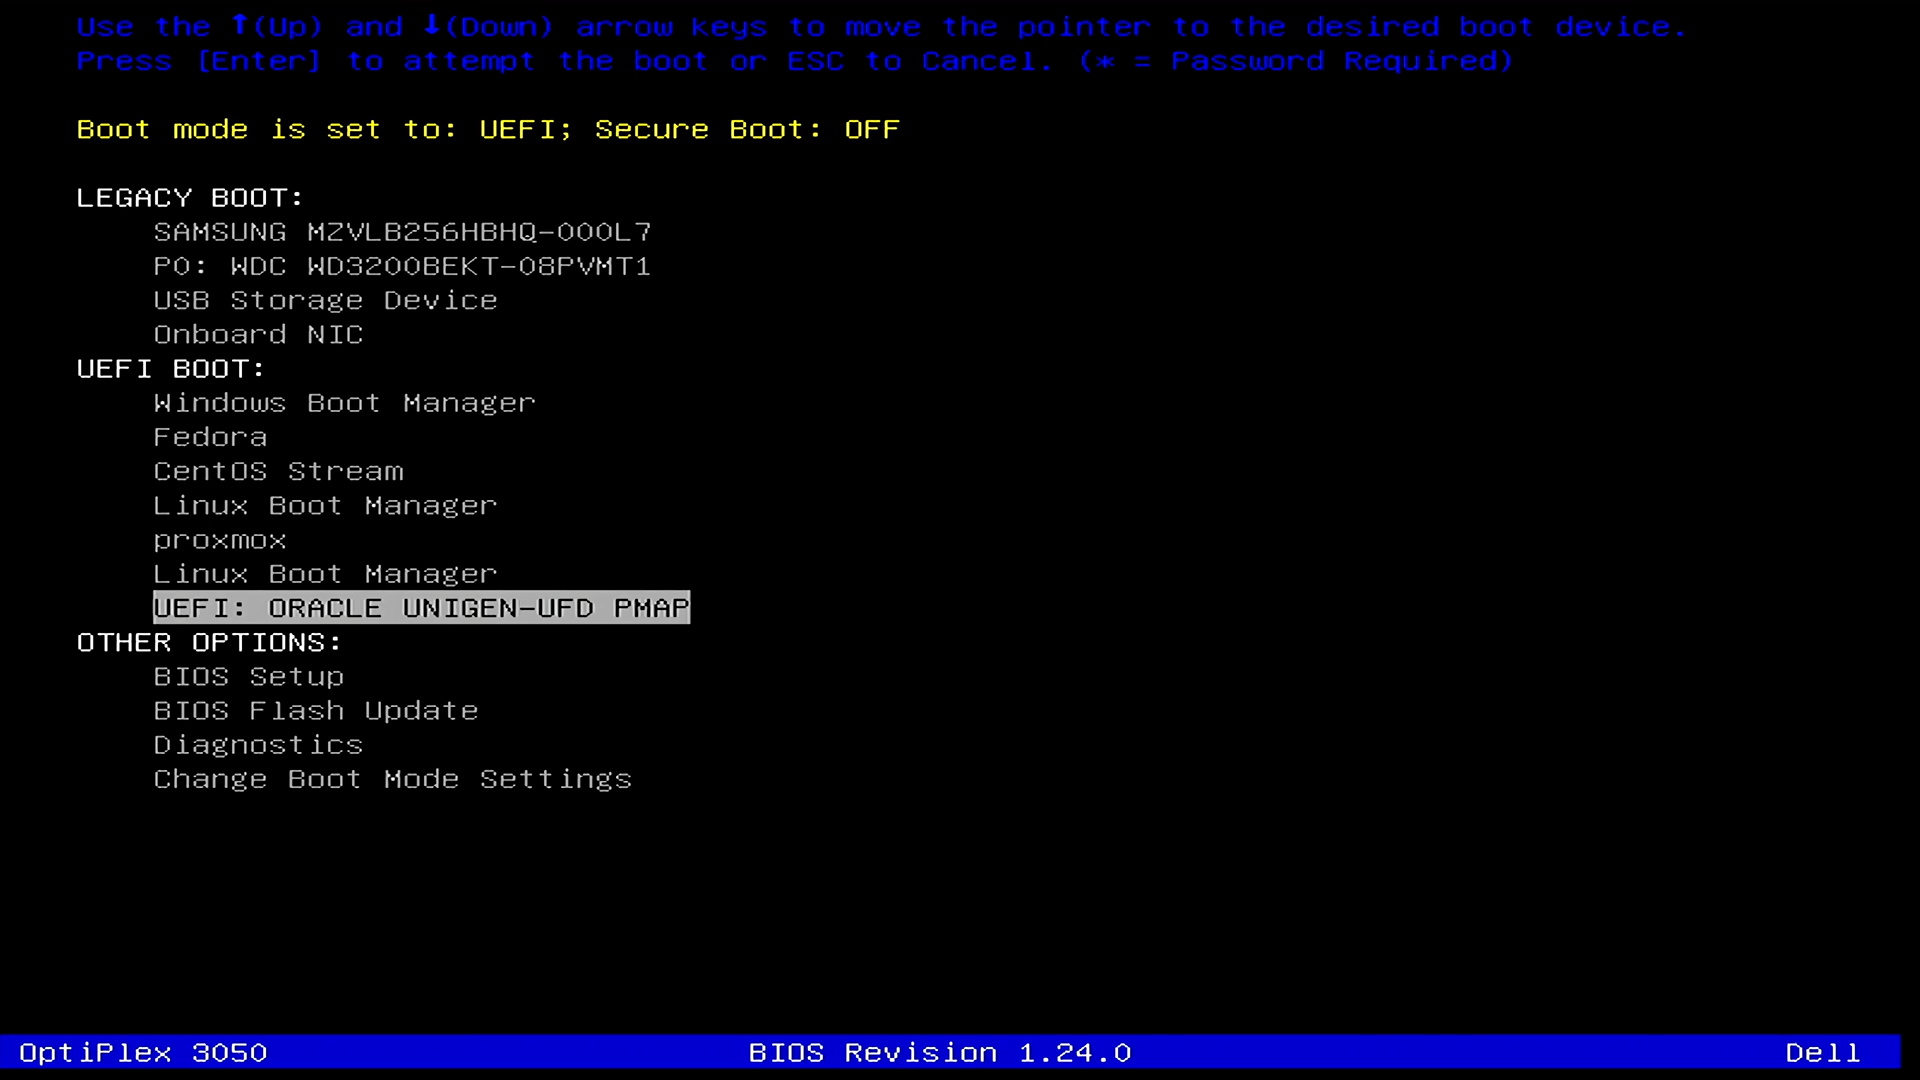 Use the ↑(Up) and ↓(Down) arrow keys to move the pointer to the desired boot device.
Press [Enter] to attempt the boot or ESC to Cancel. (* = Password Required)
Boot mode is set to: UEFI; Secure Boot: OFF
LEGACY BOOT:
SAMSUNG MZVLB256HBHQ-000L7
P0: WDC WD3200BEKT-08PVMT1
USB Storage Device
Onboard NIC
UEFI BOOT:
Windows Boot Manager
Fedora
CentOS Stream
Linux Boot Manager
proxmox
Linux Boot Manager
UEFI: ORACLE UNIGEN-UFD PMAP
OTHER OPTIONS:
BIOS Setup
BIOS Flash Update
Diagnostics
Change Boot Mode Settings
OptiPlex 3050 BIOS Revision 1.24.0 Dell